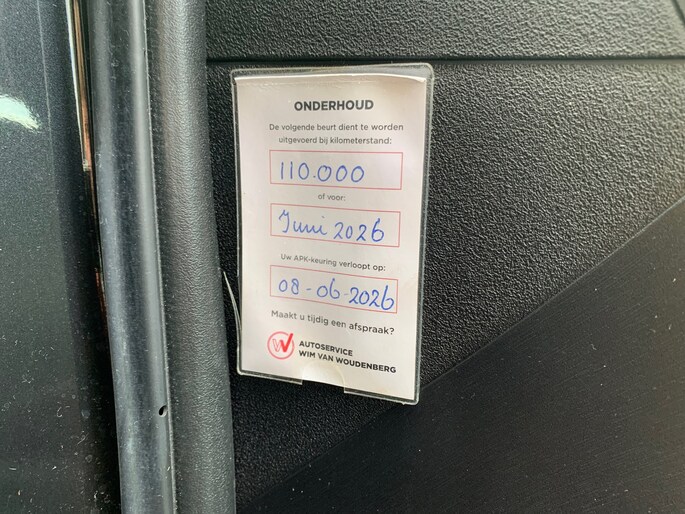 ONDERHOUD
De volgende beurt dient te worden
uitgevoerd bij kilometerstand:
110.000
of voor:
Juni 2026
Uw APK-keuring verloopt op:
08-06-2026
Maakt u tijdig een afspraak?
AUTOSERVICE
WIM VAN WOUDENBERG